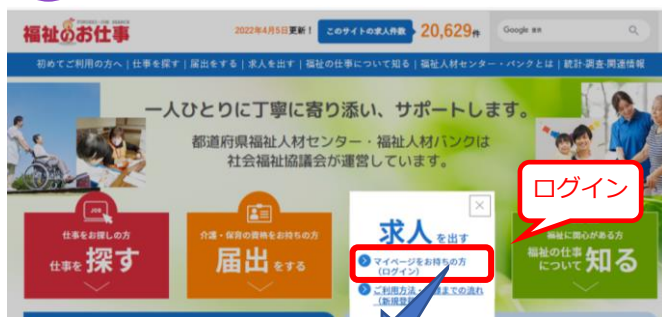 福祉のお仕事
2022年4月5日更新！
このサイトの求人件数 20,629件
Google
初めてご利用の方へ | 仕事を探す | 届出をする | 求人を出す | 福祉の仕事について知る | 福祉人材センター・バンクとは | 統計・調査・関連情報
一人ひとりに丁寧に寄り添い、サポートします。
都道府県福祉人材センター・福祉人材バンクは
社会福祉協議会が運営しています。
ログイン
仕事をお探しの方
仕事を探す
介護・保育の資格をお持ちの方
届出をする
求人を出す
マイページをお持ちの方
（ログイン）
ご利用方法
までの流れ
（新規登
福祉に関心がある方
福祉の仕事について知る